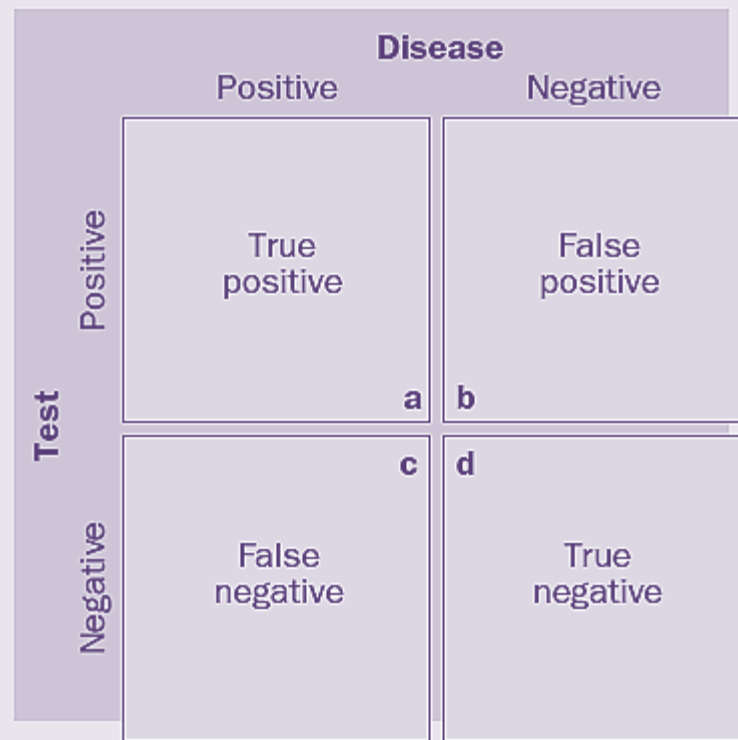 Disease
Positive Negative
Test
Positive
True
positive
a
False
positive
b
Negative
False
negative
c
True
negative
d